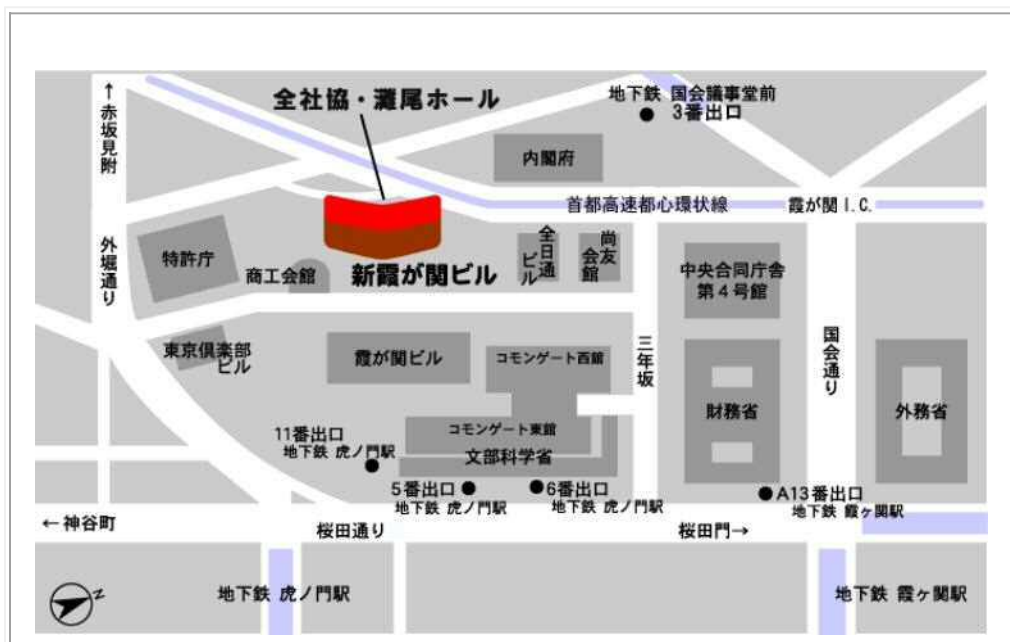 ↑赤坂見附
全社協・灘尾ホール
地下鉄 国会議事堂前
3番出口
内閣府
首都高速都心環状線
霞が関 I.C.
外堀通り
特許庁
商工会館
新霞が関ビル
全日通
ビル
尚友
会館
中央合同庁舎
第4号館
東京倶楽部
ビル
霞が関ビル
コモンゲート西館
三年坂
国会通り
財務省
外務省
コモンゲート東館
文部科学省
11番出口
地下鉄 虎ノ門駅
5番出口
地下鉄 虎ノ門駅
6番出口
地下鉄 虎ノ門駅
A13番出口
地下鉄 霞ヶ関駅
←神谷町
桜田通り
桜田門→
地下鉄 虎ノ門駅
地下鉄 霞ヶ関駅
N